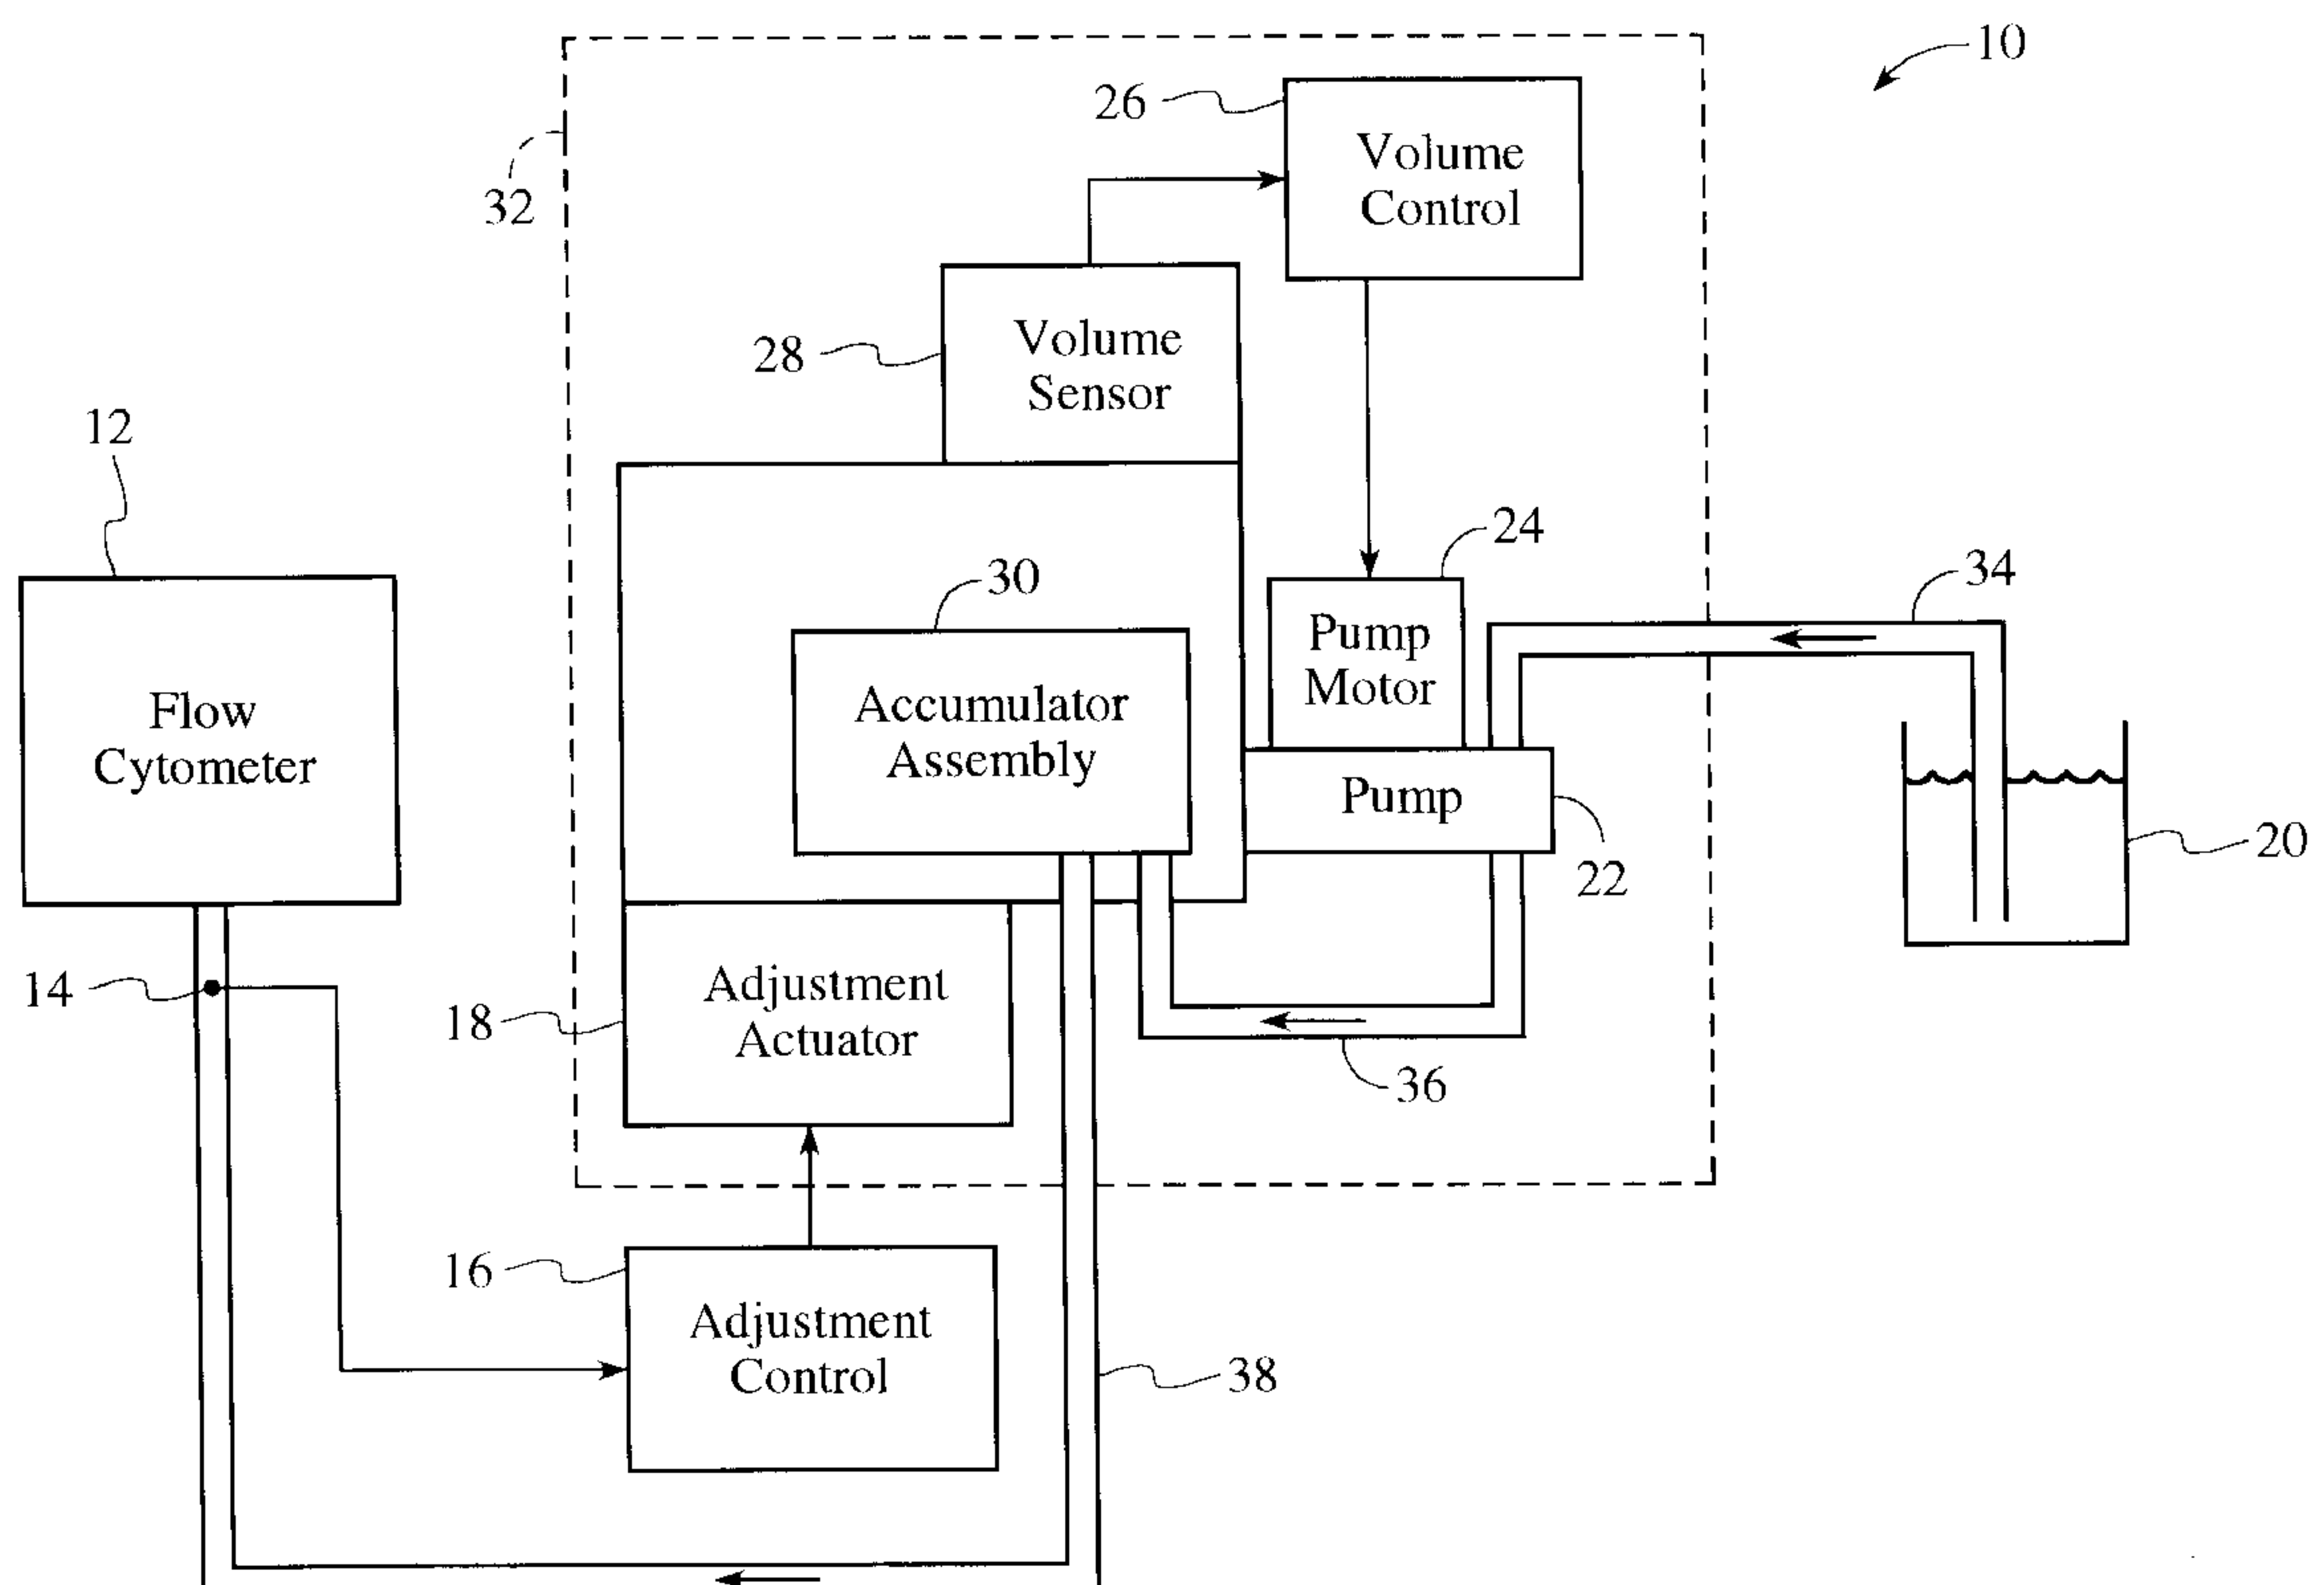 10
26
Volume
Control
32
28
Volume
Sensor
12
24
34
30
Pump
Motor
Flow
Cytometer
Accumulator
Assembly
Pump
20
22
14
18
Adjustment
Actuator
36
16
Adjustment
Control
38